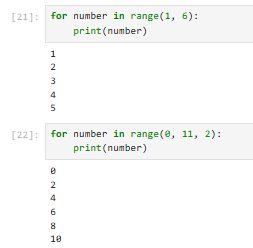 [21]: for number in range(1, 6):
print(number)
1
2
3
4
5
[22]: for number in range(0, 11, 2):
print(number)
0
2
4
6
8
10